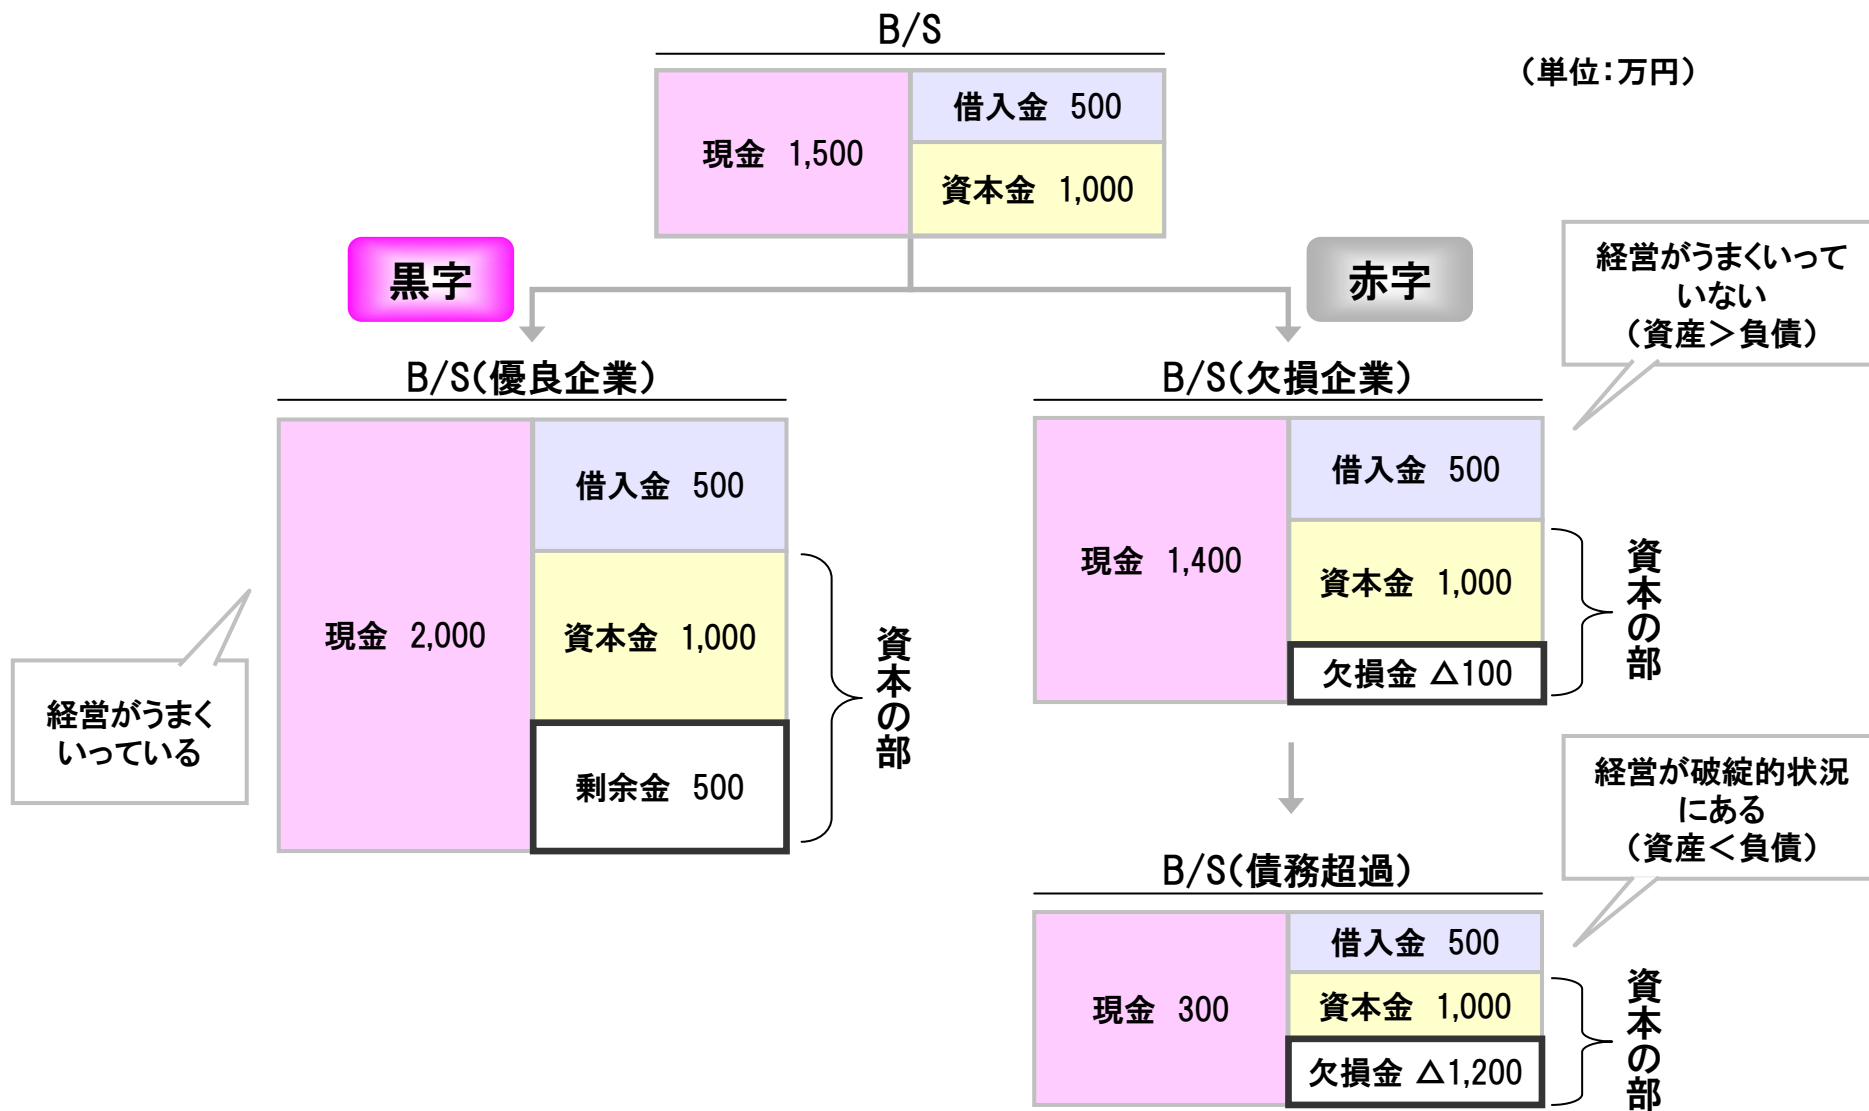 B/S
（単位：万円）
現金 1,500
借入金 500
資本金 1,000
黒字
赤字
経営がうまくいって
いない
（資産＞負債）
B/S（優良企業）
現金 2,000
借入金 500
資本金 1,000
剰余金 500
資本の部
経営がうまく
いっている
B/S（欠損企業）
現金 1,400
借入金 500
資本金 1,000
欠損金 △100
資本の部
経営が破綻的状況
にある
（資産＜負債）
B/S（債務超過）
現金 300
借入金 500
資本金 1,000
欠損金 △1,200
資本の部